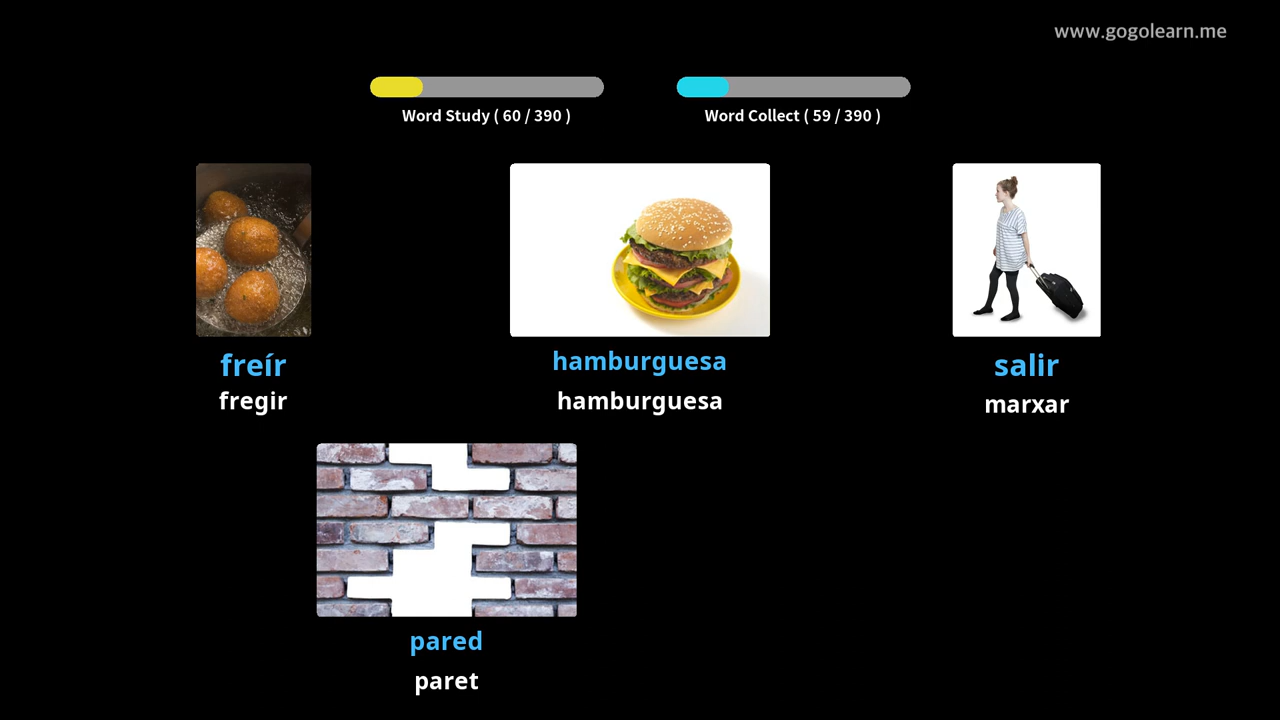 www.gogolearn.me
Word Study ( 60 / 390 )
Word Collect ( 59 / 390 )
freír
fregir
hamburguesa
hamburguesa
salir
marxar
pared
paret